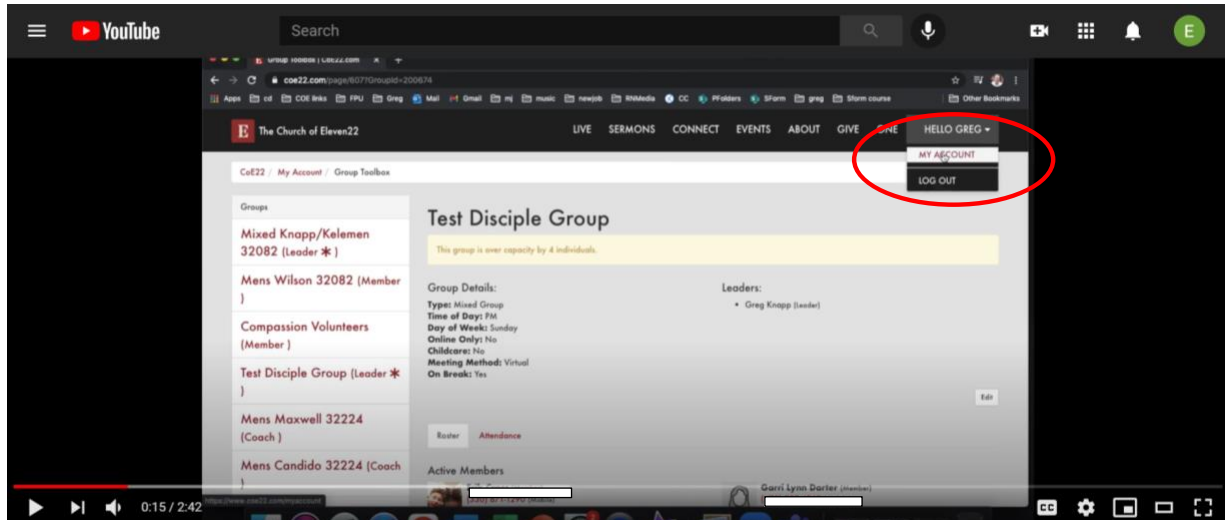 YouTube
Search
E
Group Toolbox | CoE22.com
coe22.com/page/607?GroupId=200674
Apps cd COE links FPU Greg Mail Gmail mj music newjob RNMedia CC PFolders SForm greg Sform course Other Bookmarks
E The Church of Eleven22 LIVE SERMONS CONNECT EVENTS ABOUT GIVE ONE HELLO GREG
MY ACCOUNT
LOG OUT
CoE22 / My Account / Group Toolbox
Groups
Mixed Knapp/Kelemen
32082 (Leader * )
Mens Wilson 32082 (Member
)
Compassion Volunteers
(Member )
Test Disciple Group (Leader *
)
Mens Maxwell 32224
(Coach )
Mens Candido 32224 (Coach
)
Test Disciple Group
This group is over capacity by 4 individuals.
Group Details:
Type: Mixed Group
Time of Day: PM
Day of Week: Sunday
Online Only: No
Childcare: No
Meeting Method: Virtual
On Break: Yes
Leaders:
• Greg Knapp (Leader)
Edit
Roster Attendance
Active Members
Garri Lynn Darter (Member)
https://www.coe22.com/myaccount
0:15 / 2:42
CC